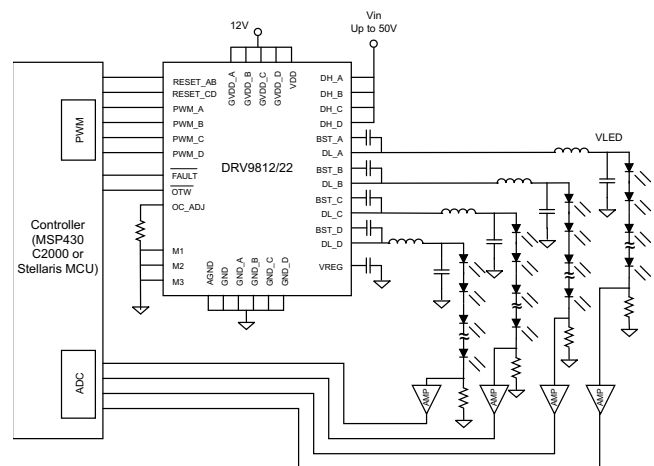 12V
Vin
Up to 50V
GVDD_A
GVDD_B
GVDD_C
GVDD_D
VDD
RESET_AB
RESET_CD
PWM_A
PWM_B
PWM_C
PWM_D
FAULT
OTW
OC_ADJ
M1
M2
M3
DRV9812/22
DH_A
DH_B
DH_C
DH_D
BST_A
DL_A
BST_B
DL_B
BST_C
DL_C
BST_D
DL_D
VREG
AGND
GND
GND_A
GND_B
GND_C
GND_D
VLED
PWM
Controller
(MSP430
C2000 or
Stellaris MCU)
ADC
AMP
AMP
AMP
AMP